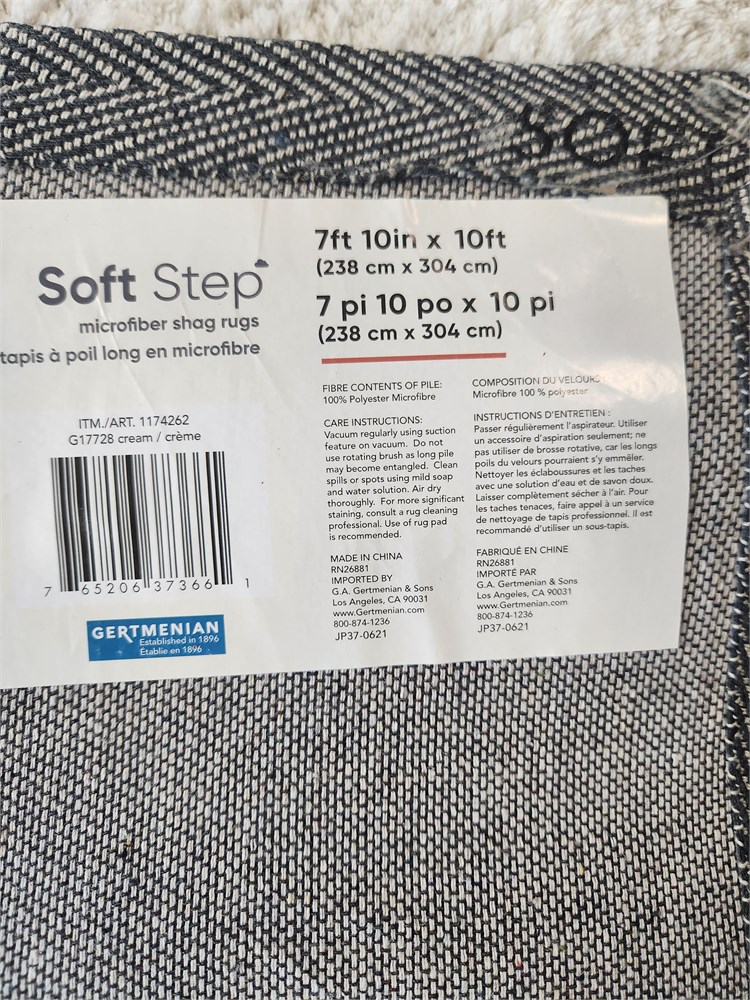 Soft Step
microfiber shag rugs
tapis à poil long en microfibre
ITM./ART. 1174262
G17728 cream / crème
7 65206 37366 1
GERTMENIAN
Established in 1896
Établie en 1896
7ft 10in x 10ft
(238 cm x 304 cm)
7 pi 10 po x 10 pi
(238 cm x 304 cm)
FIBRE CONTENTS OF PILE:
100% Polyester Microfibre
CARE INSTRUCTIONS:
Vacuum regularly using suction
feature on vacuum. Do not
use rotating brush as long pile
may become entangled. Clean
spills or spots using mild soap
and water solution. Air dry
thoroughly. For more significant
staining, consult a rug cleaning
professional. Use of rug pad
is recommended.
MADE IN CHINA
RN26881
IMPORTED BY
G.A. Gertmenian & Sons
Los Angeles, CA 90031
www.Gertmenian.com
800-874-1236
JP37-0621
COMPOSITION DU VELOURS
Microfibre 100 % polyester
INSTRUCTIONS D'ENTRETIEN :
Passer régulièrement l'aspirateur. Utiliser
un accessoire d'aspiration seulement; ne
pas utiliser de brosse rotative, car les longs
poils du velours pourraient s'y emmêler.
Nettoyer les éclaboussures et les taches
avec une solution d'eau et de savon doux.
Laisser complètement sécher à l'air. Pour
les taches tenaces, faire appel à un service
de nettoyage de tapis professionnel. Il est
recommandé d'utiliser un sous-tapis.
FABRIQUÉ EN CHINE
RN26881
IMPORTÉ PAR
G.A. Gertmenian & Sons
Los Angeles, CA 90031
www.Gertmenian.com
800-874-1236
JP37-0621